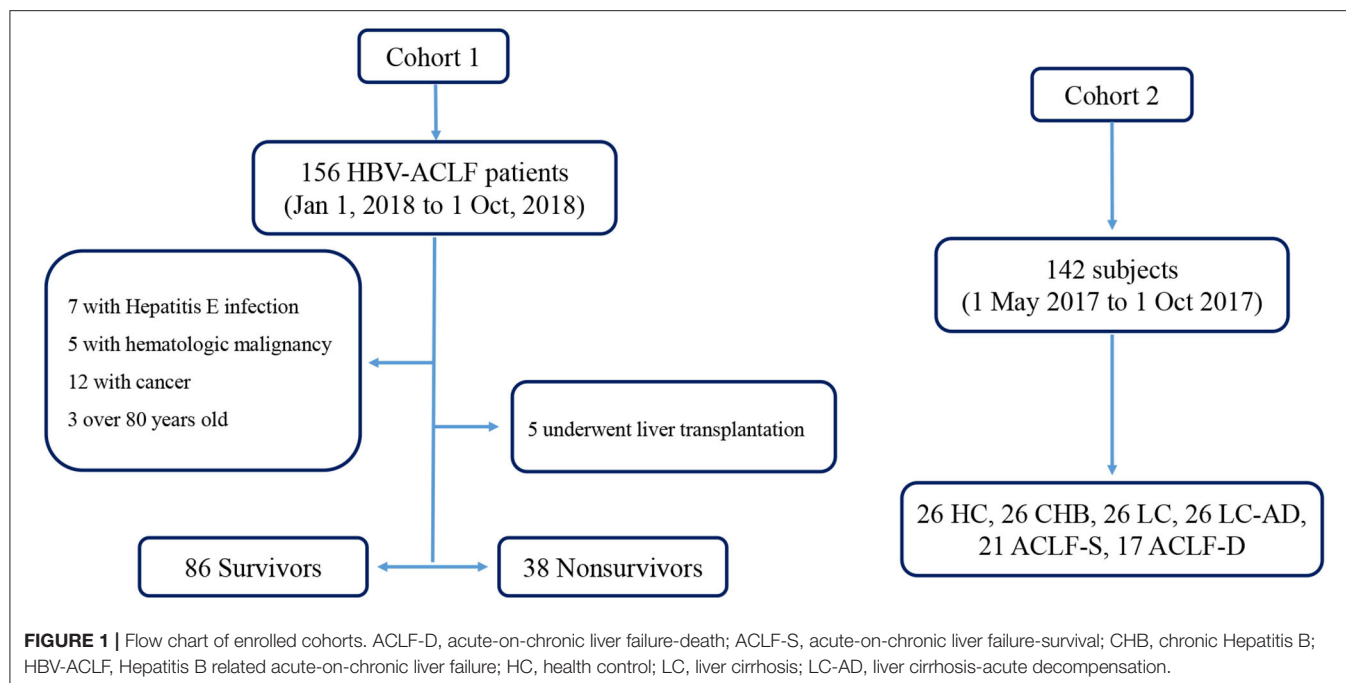 Cohort 1
156 HBV-ACLF patients
(Jan 1, 2018 to 1 Oct, 2018)
7 with Hepatitis E infection
5 with hematologic malignancy
12 with cancer
3 over 80 years old
5 underwent liver transplantation
86 Survivors
38 Nonsurvivors
Cohort 2
142 subjects
(1 May 2017 to 1 Oct 2017)
26 HC, 26 CHB, 26 LC, 26 LC-AD,
21 ACLF-S, 17 ACLF-D
FIGURE 1 | Flow chart of enrolled cohorts. ACLF-D, acute-on-chronic liver failure-death; ACLF-S, acute-on-chronic liver failure-survival; CHB, chronic Hepatitis B;
HBV-ACLF, Hepatitis B related acute-on-chronic liver failure; HC, health control; LC, liver cirrhosis; LC-AD, liver cirrhosis-acute decompensation.